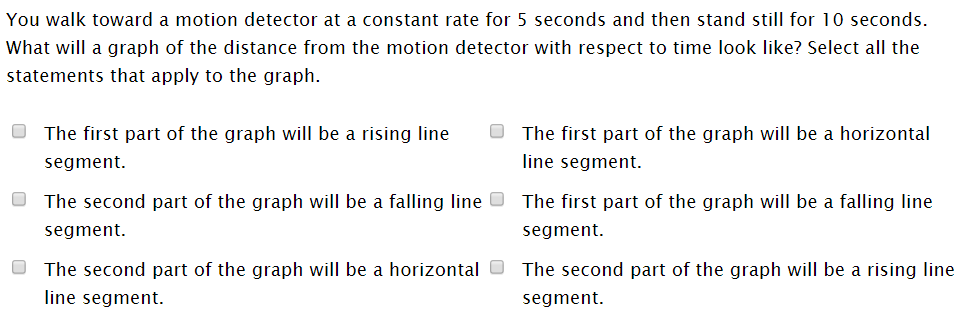 You walk toward a motion detector at a constant rate for 5 seconds and then stand still for 10 seconds.
What will a graph of the distance from the motion detector with respect to time look like? Select all the
statements that apply to the graph.
The first part of the graph will be a rising line
segment.
The first part of the graph will be a horizontal
line segment.
The second part of the graph will be a falling line
segment.
The first part of the graph will be a falling line
segment.
The second part of the graph will be a horizontal
line segment.
The second part of the graph will be a rising line
segment.